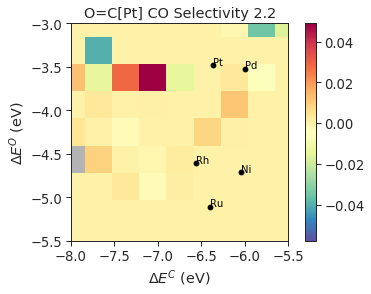 O=C[Pt] CO Selectivity 2.2
−3.0
−3.5
−4.0
−4.5
−5.0
−5.5
ΔE^O (eV)
Pt
Pd
Rh
Ni
Ru
−8.0 −7.5 −7.0 −6.5 −6.0 −5.5
ΔE^C (eV)
0.04
0.02
0.00
−0.02
−0.04